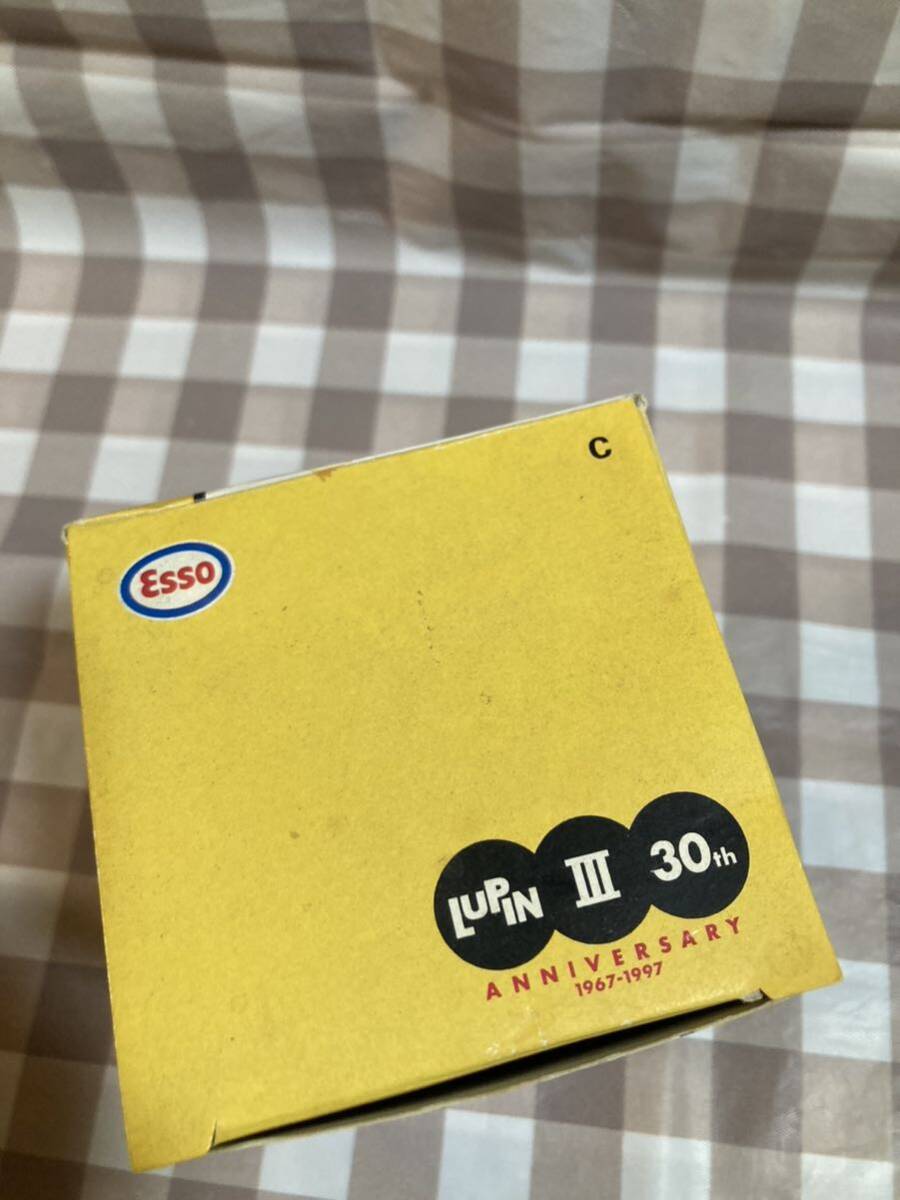 C
Esso
LUPIN III 30th
ANNIVERSARY
1967-1997